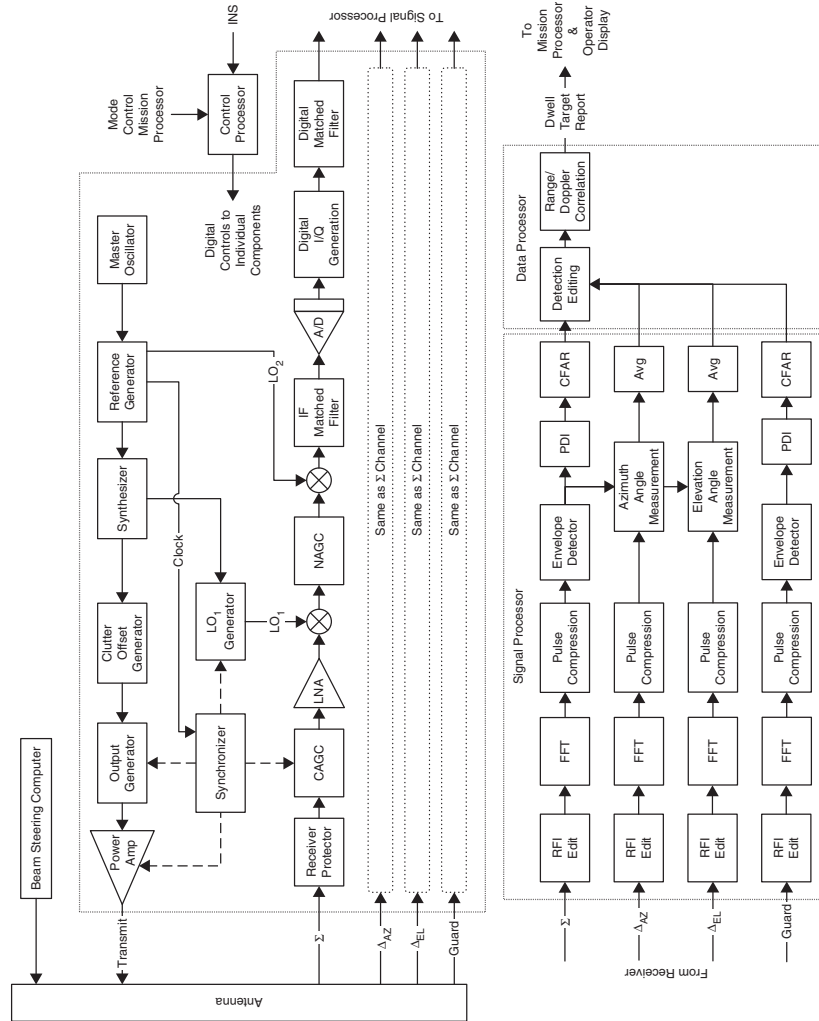 Beam Steering Computer
Antenna
Transmit
Power
Amp
Output
Generator
Clutter
Offset
Generator
Synthesizer
Reference
Generator
Master
Oscillator
Mode
Control
Mission
Processor
INS
Control
Processor
Digital
Controls to
Individual
Components
Synchronizer
Clock
LO1
Generator
LO1
LO2
Σ
Receiver
Protector
CAGC
LNA
NAGC
IF
Matched
Filter
A/D
Digital
I/Q
Generation
Digital
Matched
Filter
To Signal Processor
ΔAZ
Same as Σ Channel
ΔEL
Same as Σ Channel
Guard
Same as Σ Channel
Signal Processor
Data Processor
From Receiver
Σ
RFI
Edit
FFT
Pulse
Compression
Envelope
Detector
PDI
CFAR
Detection
Editing
Range/
Doppler
Correlation
Dwell
Target
Report
To
Mission
Processor
&
Operator
Display
ΔAZ
RFI
Edit
FFT
Pulse
Compression
Azimuth
Angle
Measurement
Avg
ΔEL
RFI
Edit
FFT
Pulse
Compression
Elevation
Angle
Measurement
Avg
Guard
RFI
Edit
FFT
Pulse
Compression
Envelope
Detector
PDI
CFAR